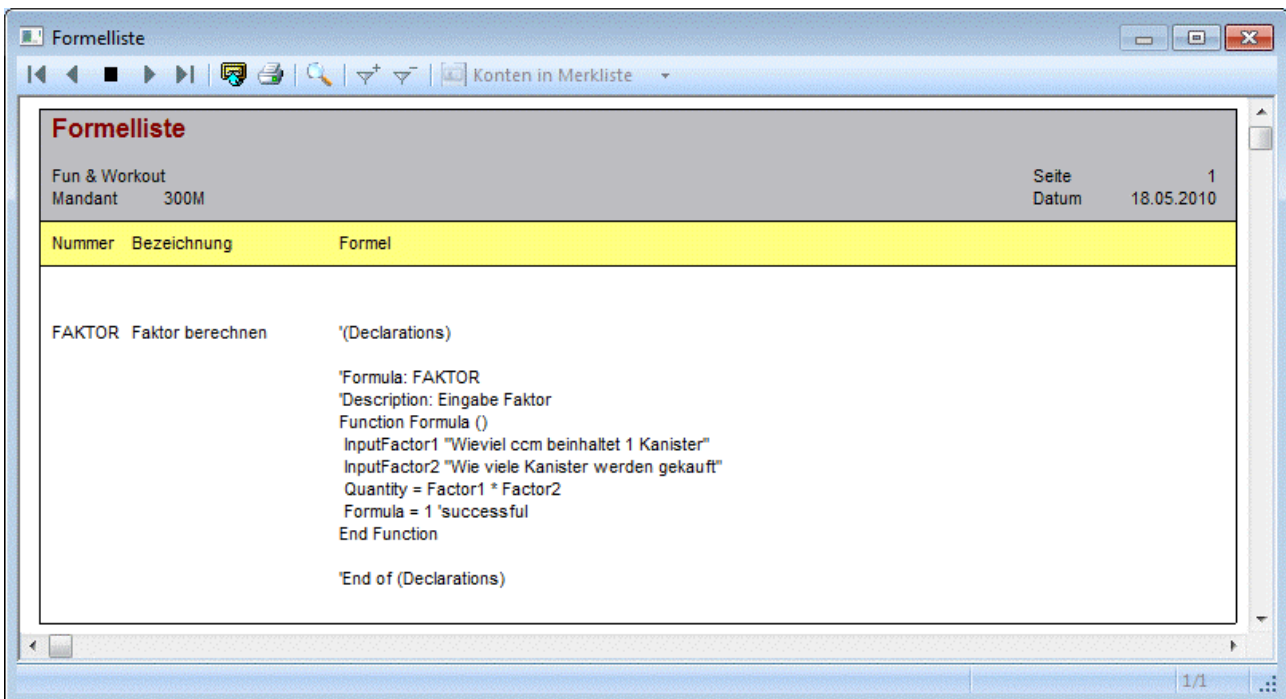 Formelliste
Konten in Merkliste
Formelliste
Fun & Workout Seite 1
Mandant 300M Datum 18.05.2010
Nummer Bezeichnung Formel
FAKTOR Faktor berechnen '(Declarations)
'Formula: FAKTOR
'Description: Eingabe Faktor
Function Formula ()
InputFactor1 "Wieviel ccm beinhaltet 1 Kanister"
InputFactor2 "Wie viele Kanister werden gekauft"
Quantity = Factor1 * Factor2
Formula = 1 'successful
End Function
'End of (Declarations)
1/1